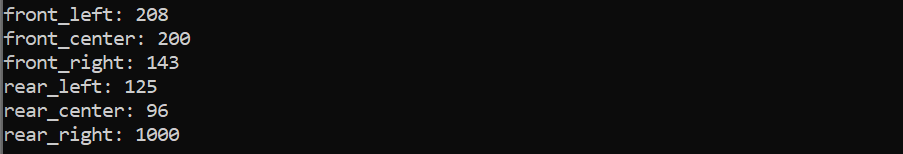 front_left: 208
front_center: 200
front_right: 143
rear_left: 125
rear_center: 96
rear_right: 1000